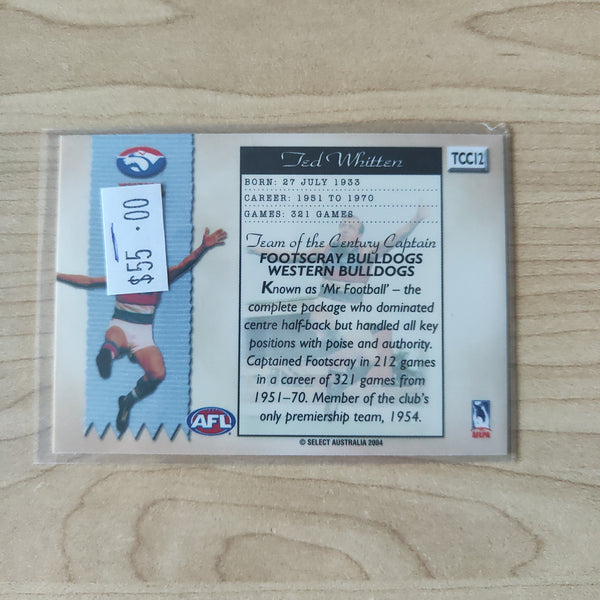 Ted Whitten
TCC12
BORN: 27 JULY 1933
CAREER: 1951 TO 1970
GAMES: 321 GAMES
$55.00
Team of the Century Captain
FOOTSCRAY BULLDOGS
WESTERN BULLDOGS
Known as 'Mr Football' – the
complete package who dominated
centre half-back but handled all key
positions with poise and authority.
Captained Footscray in 212 games
in a career of 321 games from
1951–70. Member of the club's
only premiership team, 1954.
AFL
AFLPA
© SELECT AUSTRALIA 2004